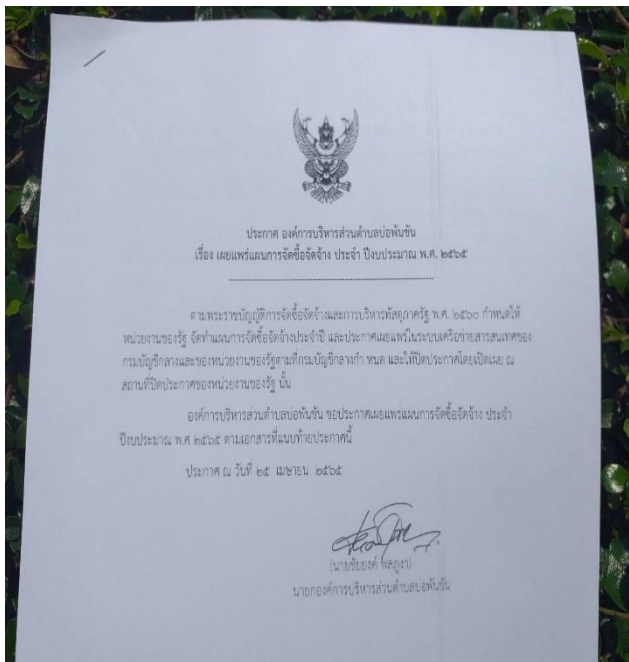 ประกาศ องค์การบริหารส่วนตำบลบ่อพันขัน
เรื่อง เผยแพร่แผนการจัดซื้อจัดจ้าง ประจำ ปีงบประมาณ พ.ศ. ๒๕๖๕
ตามพระราชบัญญัติการจัดซื้อจัดจ้างและการบริหารพัสดุภาครัฐ พ.ศ. ๒๕๖๐ กำหนดให้
หน่วยงานของรัฐ จัดทำแผนการจัดซื้อจัดจ้างประจำปี และประกาศเผยแพร่ในระบบเครือข่ายสารสนเทศของ
กรมบัญชีกลางและของหน่วยงานของรัฐตามที่กรมบัญชีกลางกำ หนด และให้ปิดประกาศโดยเปิดเผย ณ
สถานที่ปิดประกาศของหน่วยงานของรัฐ นั้น
องค์การบริหารส่วนตำบลบ่อพันขัน ขอประกาศเผยแพรแผนการจัดซื้อจัดจ้าง ประจำ
ปีงบประมาณ พ.ศ ๒๕๖๕ ตามเอกสารที่แนบท้ายประกาศนี้
ประกาศ ณ วันที่ ๒๕ เมษายน ๒๕๖๕
(นายชัยยงค์ พลภูงา)
นายกองค์การบริหารส่วนตำบลบ่อพันขัน